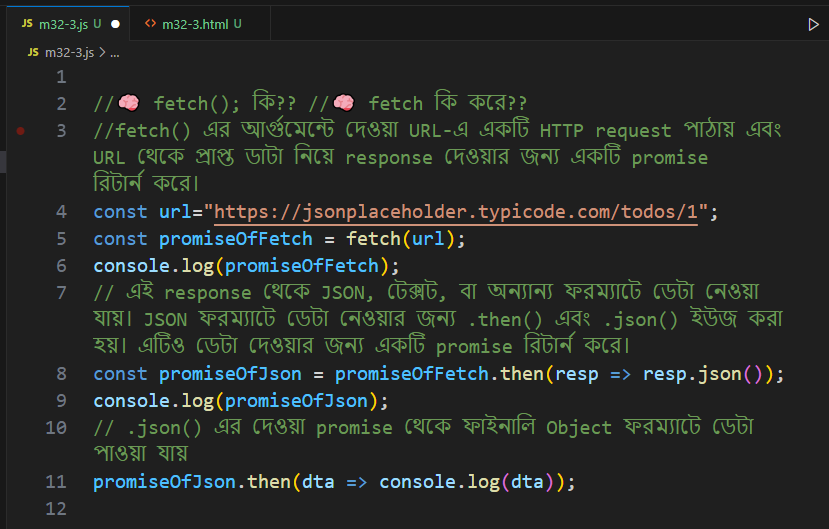 JS m32-3.js U ● <> m32-3.html U
JS m32-3.js > ...
1
2 //🧠 fetch(); কি?? //🧠 fetch কি করে??
3 //fetch() এর আর্গুমেন্টে দেওয়া URL-এ একটি HTTP request পাঠায় এবং
URL থেকে প্রাপ্ত ডাটা নিয়ে response দেওয়ার জন্য একটি promise
রিটার্ন করে।
4 const url="https://jsonplaceholder.typicode.com/todos/1";
5 const promiseOfFetch = fetch(url);
6 console.log(promiseOfFetch);
7 // এই response থেকে JSON, টেক্সট, বা অন্যান্য ফরম্যাটে ডেটা নেওয়া
যায়। JSON ফরম্যাটে ডেটা নেওয়ার জন্য .then() এবং .json() ইউজ করা
হয়। এটিও ডেটা দেওয়ার জন্য একটি promise রিটার্ন করে।
8 const promiseOfJson = promiseOfFetch.then(resp => resp.json());
9 console.log(promiseOfJson);
10 // .json() এর দেওয়া promise থেকে ফাইনালি Object ফরম্যাটে ডেটা
পাওয়া যায়
11 promiseOfJson.then(dta => console.log(dta));
12